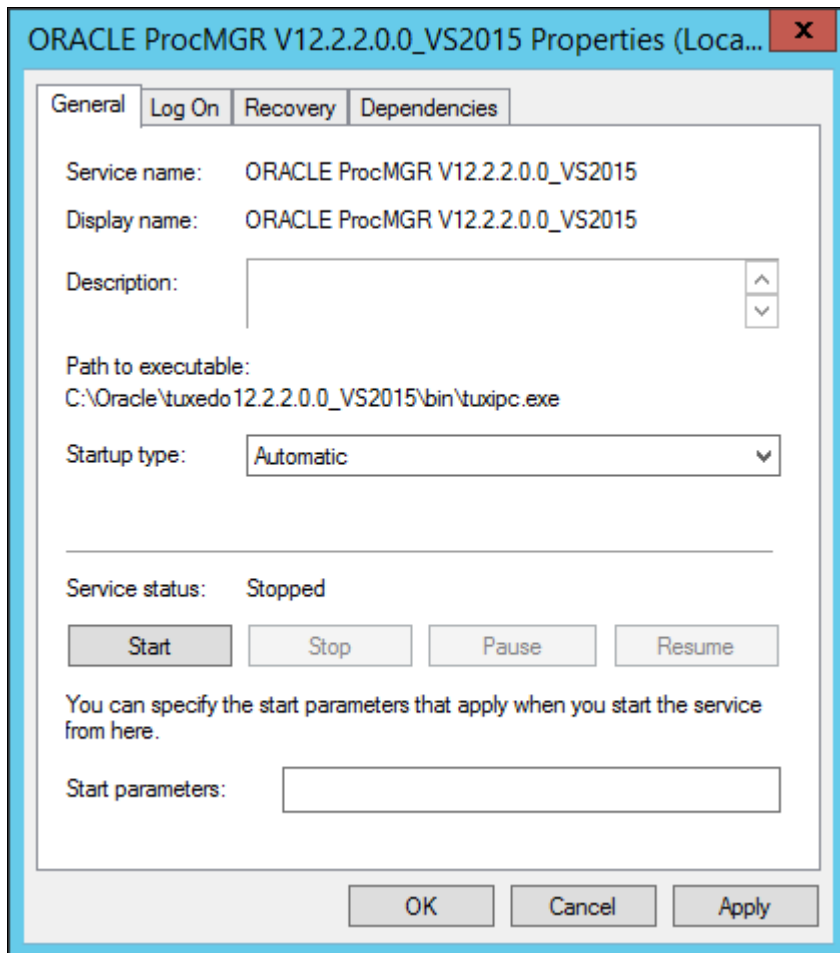 ORACLE ProcMGR V12.2.2.0.0_VS2015 Properties (Loca... x
General Log On Recovery Dependencies
Service name: ORACLE ProcMGR V12.2.2.0.0_VS2015
Display name: ORACLE ProcMGR V12.2.2.0.0_VS2015
Description:
Path to executable:
C:\Oracle\tuxedo12.2.2.0.0_VS2015\bin\tuxipc.exe
Startup type: Automatic
Service status: Stopped
Start Stop Pause Resume
You can specify the start parameters that apply when you start the service
from here.
Start parameters:
OK Cancel Apply